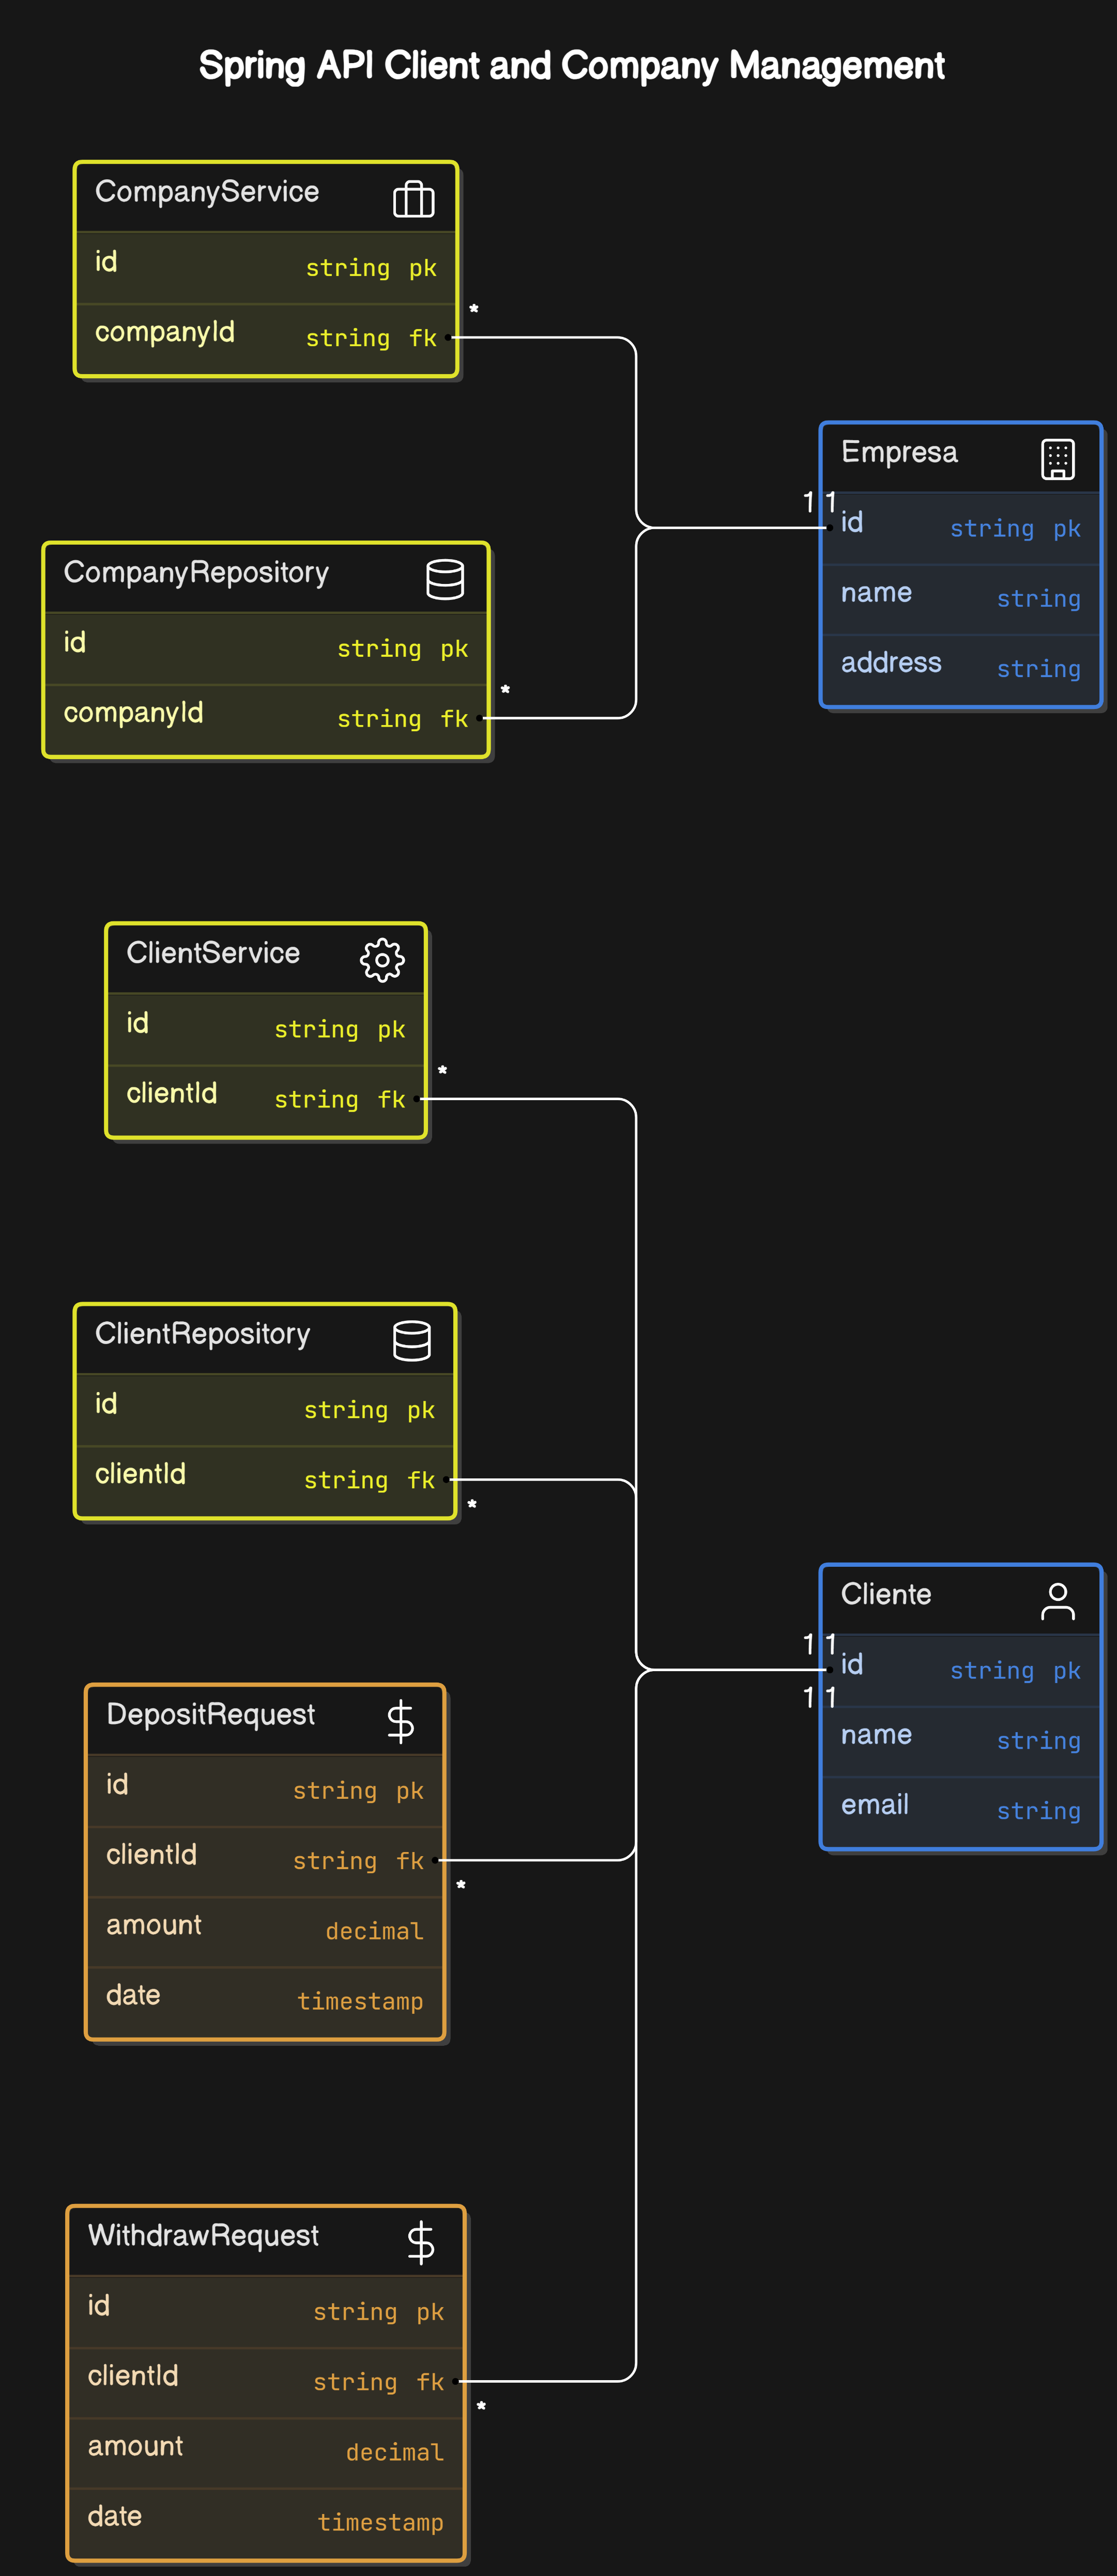 Spring API Client and Company Management
CompanyService
id string pk
companyId string fk
*
Empresa
1 1
id string pk
name string
address string
CompanyRepository
id string pk
companyId string fk
*
ClientService
id string pk
clientId string fk
*
ClientRepository
id string pk
clientId string fk
*
Cliente
1 1
id string pk
1 1
name string
email string
DepositRequest
id string pk
clientId string fk
*
amount decimal
date timestamp
WithdrawRequest
id string pk
clientId string fk
*
amount decimal
date timestamp